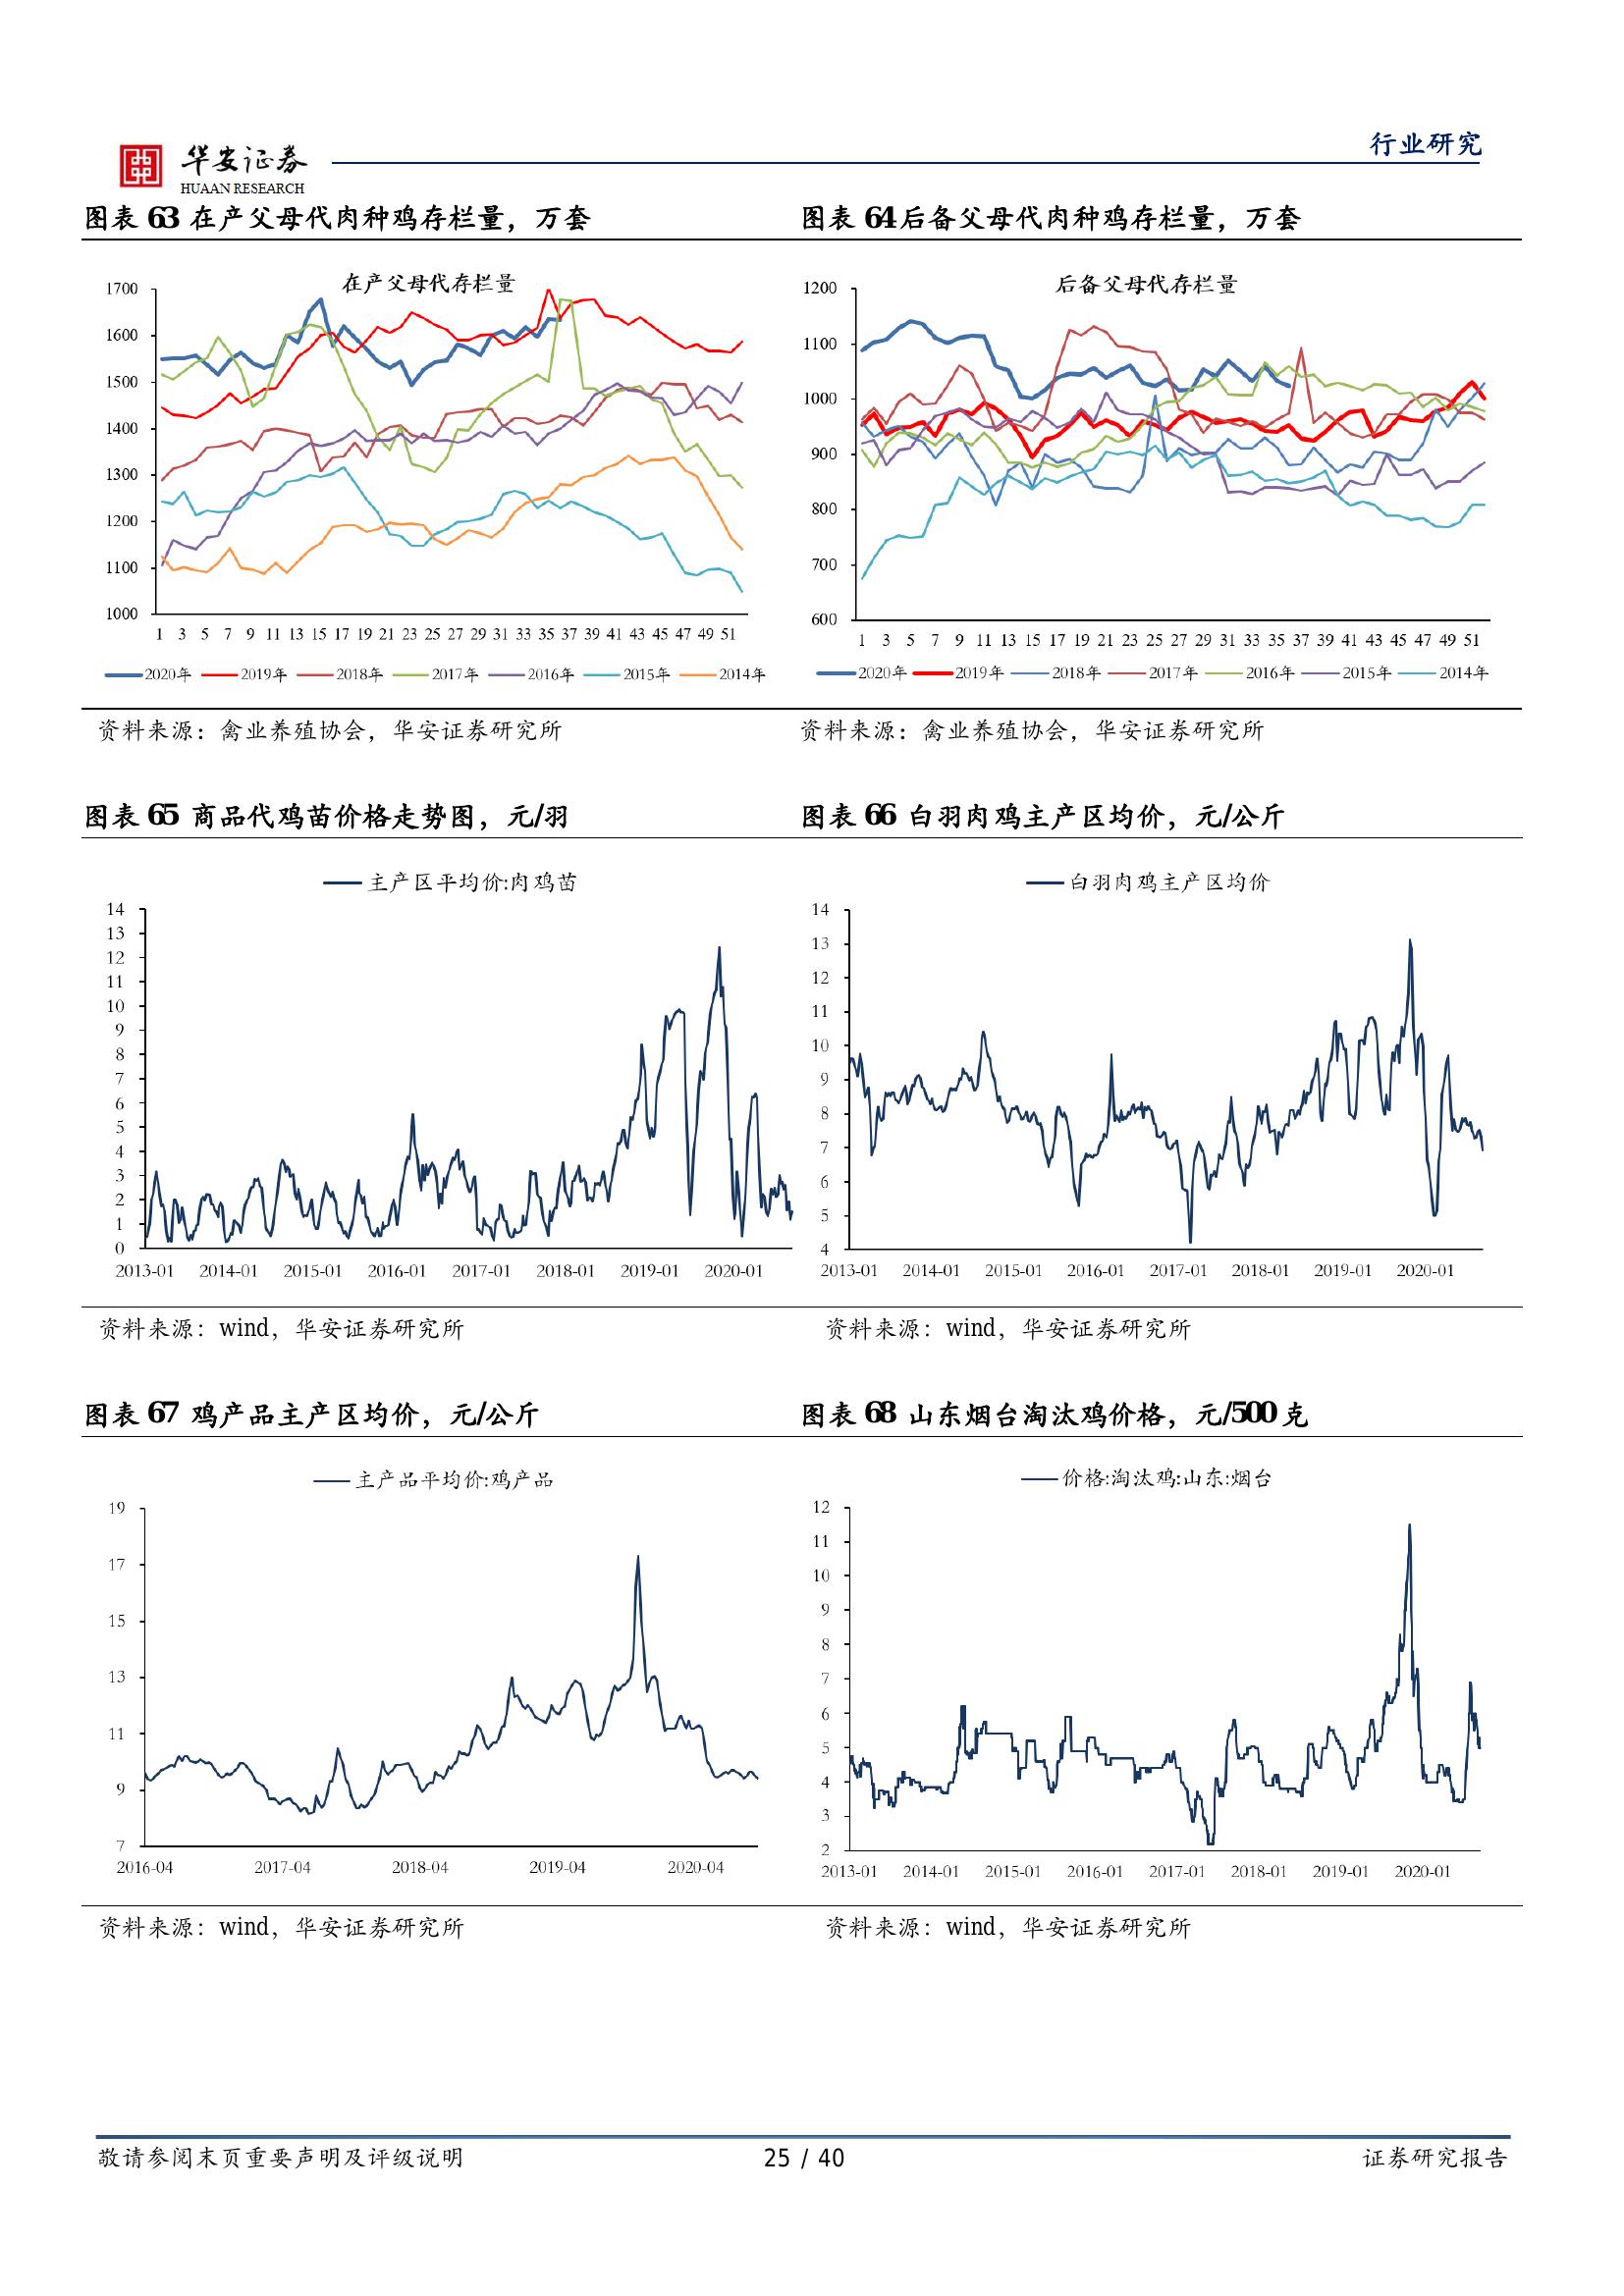 行业研究
华安证券
HUAAN RESEARCH
图表 63 在产父母代肉种鸡存栏量，万套
在产父母代存栏量
1700
1600
1500
1400
1300
1200
1100
1000
1 3 5 7 9 11 13 15 17 19 21 23 25 27 29 31 33 35 37 39 41 43 45 47 49 51
2020年 2019年 2018年 2017年 2016年 2015年 2014年
资料来源：禽业养殖协会，华安证券研究所
图表 64后备父母代肉种鸡存栏量，万套
后备父母代存栏量
1200
1100
1000
900
800
700
600
1 3 5 7 9 11 13 15 17 19 21 23 25 27 29 31 33 35 37 39 41 43 45 47 49 51
2020年 2019年 2018年 2017年 2016年 2015年 2014年
资料来源：禽业养殖协会，华安证券研究所
图表 65 商品代鸡苗价格走势图，元/羽
主产区平均价:肉鸡苗
14
13
12
11
10
9
8
7
6
5
4
3
2
1
0
2013-01 2014-01 2015-01 2016-01 2017-01 2018-01 2019-01 2020-01
资料来源：wind，华安证券研究所
图表 66 白羽肉鸡主产区均价，元/公斤
白羽肉鸡主产区均价
14
13
12
11
10
9
8
7
6
5
4
2013-01 2014-01 2015-01 2016-01 2017-01 2018-01 2019-01 2020-01
资料来源：wind，华安证券研究所
图表 67 鸡产品主产区均价，元/公斤
主产品平均价:鸡产品
19
17
15
13
11
9
7
2016-04 2017-04 2018-04 2019-04 2020-04
资料来源：wind，华安证券研究所
图表 68 山东烟台淘汰鸡价格，元/500克
价格:淘汰鸡:山东:烟台
12
11
10
9
8
7
6
5
4
3
2
2013-01 2014-01 2015-01 2016-01 2017-01 2018-01 2019-01 2020-01
资料来源：wind，华安证券研究所
敬请参阅末页重要声明及评级说明
25 / 40
证券研究报告